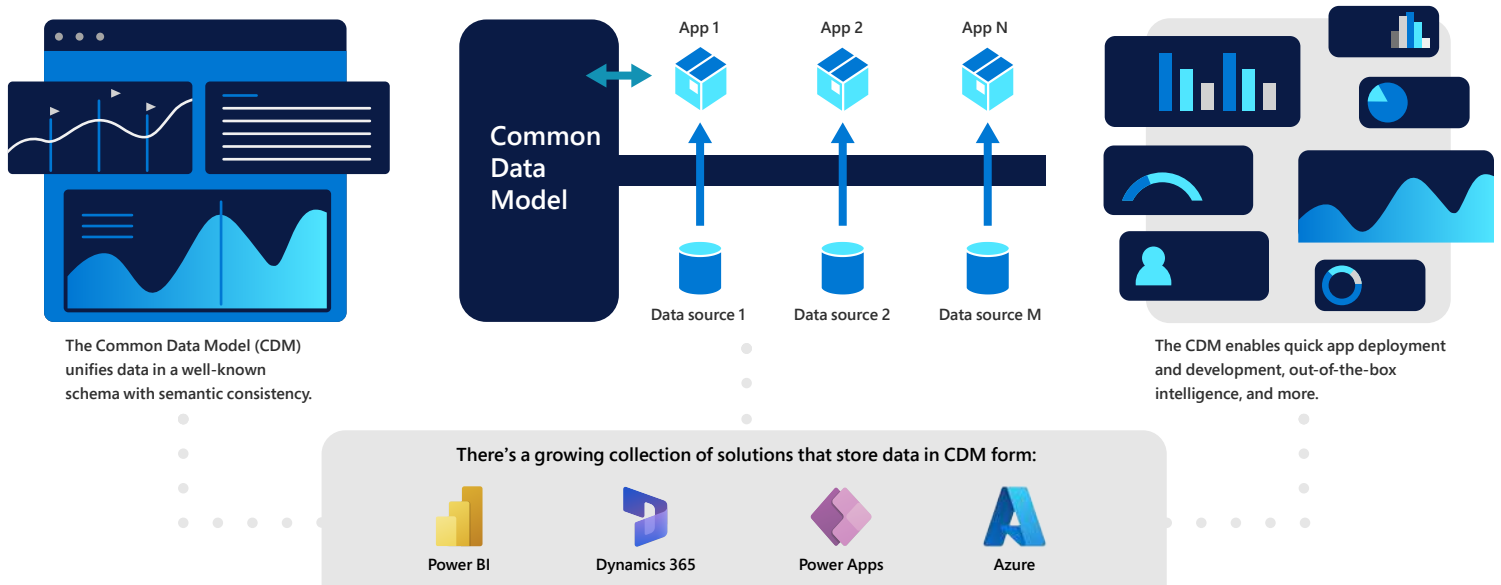 App 1
App 2
App N
Common
Data
Model
Data source 1
Data source 2
Data source M
The Common Data Model (CDM)
unifies data in a well-known
schema with semantic consistency.
The CDM enables quick app deployment
and development, out-of-the-box
intelligence, and more.
There’s a growing collection of solutions that store data in CDM form:
Power BI
Dynamics 365
Power Apps
Azure